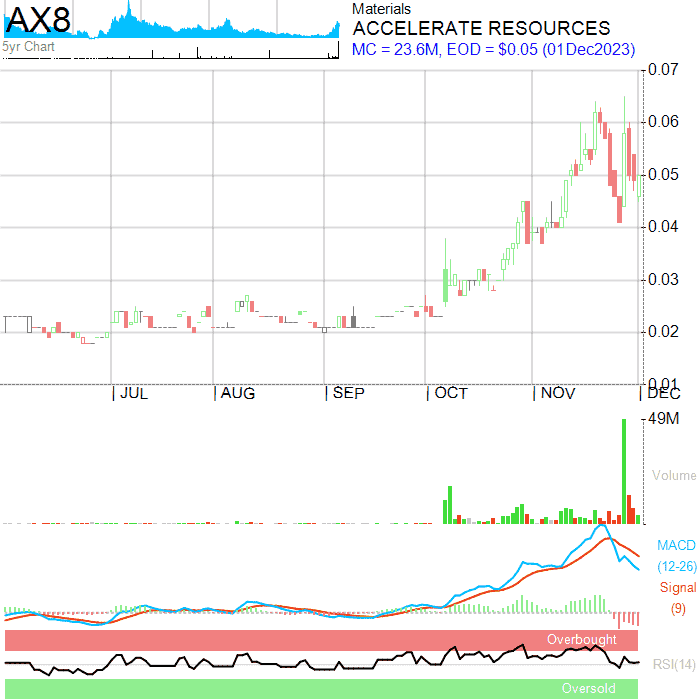 AX8
5yr Chart
Materials
ACCELERATE RESOURCES
MC = 23.6M, EOD = $0.05 (01Dec2023)
0.07
0.06
0.05
0.04
0.03
0.02
0.01
JUL AUG SEP OCT NOV DEC
49M
Volume
MACD
(12-26)
Signal
(9)
Overbought
RSI(14)
Oversold